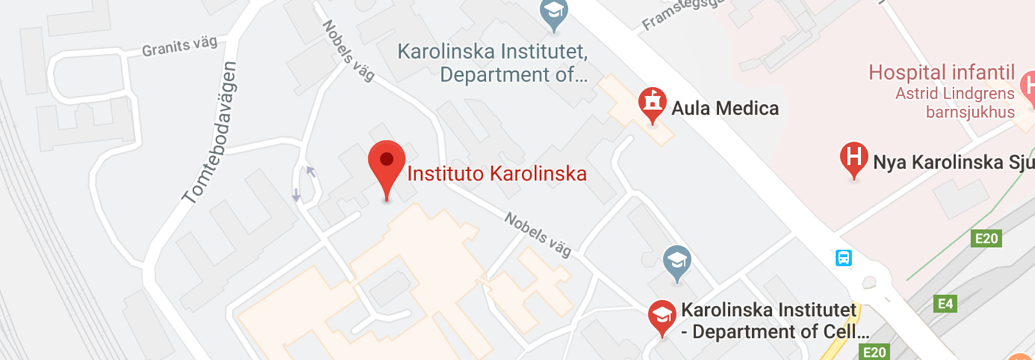 Framstegsga
Granits väg
Nobels väg
Karolinska Institutet,
Department of...
Hospital infantil
Astrid Lindgrens
barnsjukhus
Aula Medica
Tomtebodavägen
Instituto Karolinska
Nya Karolinska Sju
Nobels väg
E20
E4
Karolinska Institutet
- Department of Cell...
E20